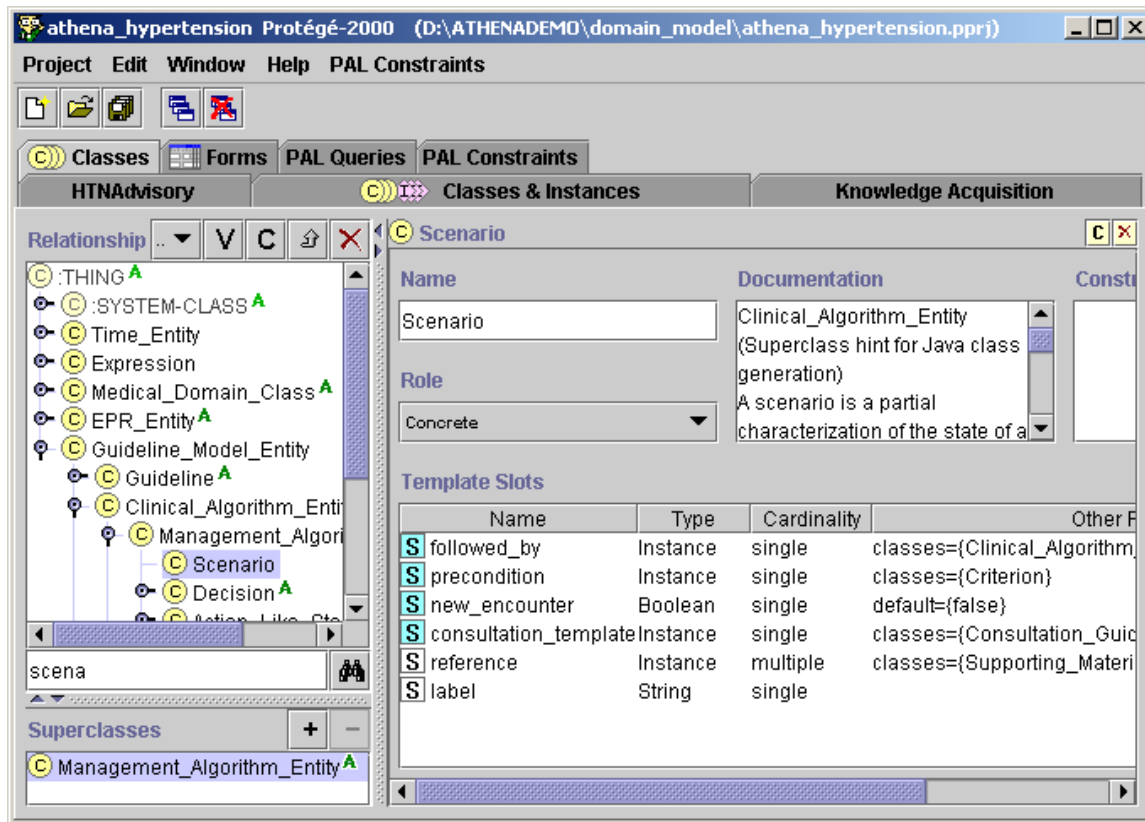 athena_hypertension Protégé-2000 (D:\ATHENADEMO\domain_model\athena_hypertension.pprj)
Project Edit Window Help PAL Constraints
C Classes Forms PAL Queries PAL Constraints
HTNAdvisory C I Classes & Instances Knowledge Acquisition
Relationship .. V C
C :THING A
C :SYSTEM-CLASS A
C Time_Entity
C Expression
C Medical_Domain_Class A
C EPR_Entity A
C Guideline_Model_Entity
C Guideline A
C Clinical_Algorithm_Entit
C Management_Algori
C Scenario
C Decision A
scena
Superclasses + −
C Management_Algorithm_Entity A
C Scenario C
Name
Scenario
Role
Concrete
Documentation
Clinical_Algorithm_Entity
(Superclass hint for Java class
generation)
A scenario is a partial
characterization of the state of a
Constr
Template Slots
Name Type Cardinality Other F
S followed_by Instance single classes={Clinical_Algorithm_
S precondition Instance single classes={Criterion}
S new_encounter Boolean single default={false}
S consultation_template Instance single classes={Consultation_Guid
S reference Instance multiple classes={Supporting_Materi
S label String single